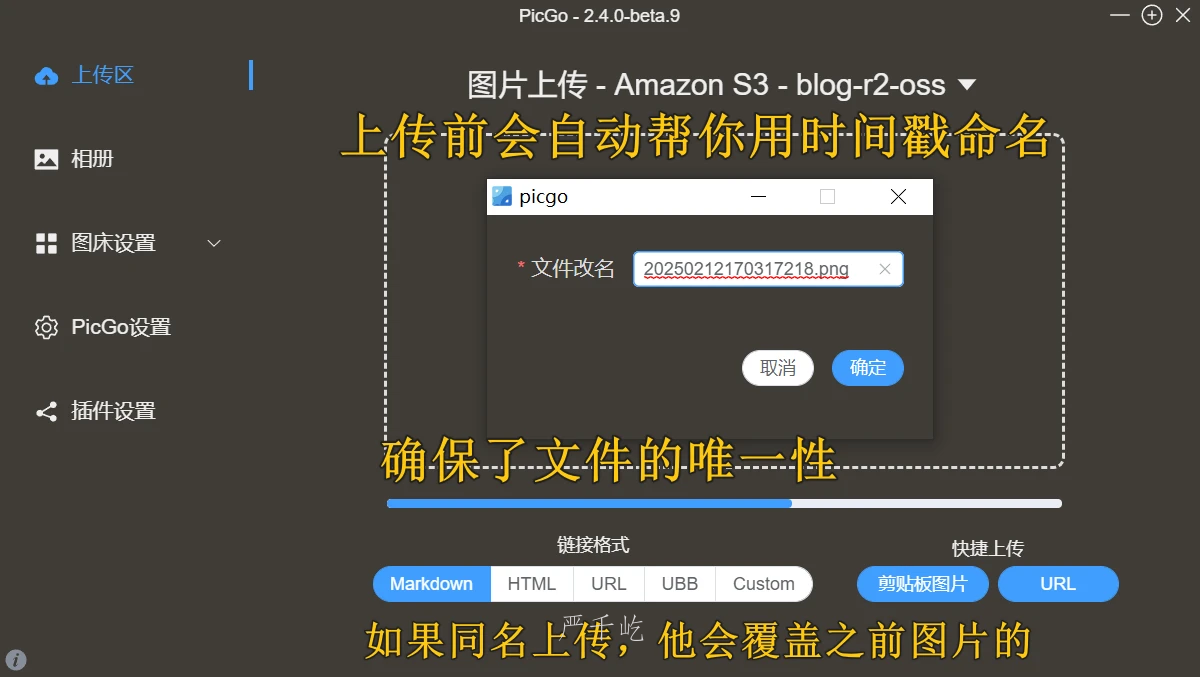 PicGo - 2.4.0-beta.9
上传区
图片上传 - Amazon S3 - blog-r2-oss
上传前会自动帮你用时间戳命名
相册
picgo
图床设置
* 文件改名 20250212170317218.png
PicGo设置
取消 确定
插件设置
确保了文件的唯一性
链接格式
快捷上传
Markdown HTML URL UBB Custom
剪贴板图片 URL
严千屹
如果同名上传，他会覆盖之前图片的